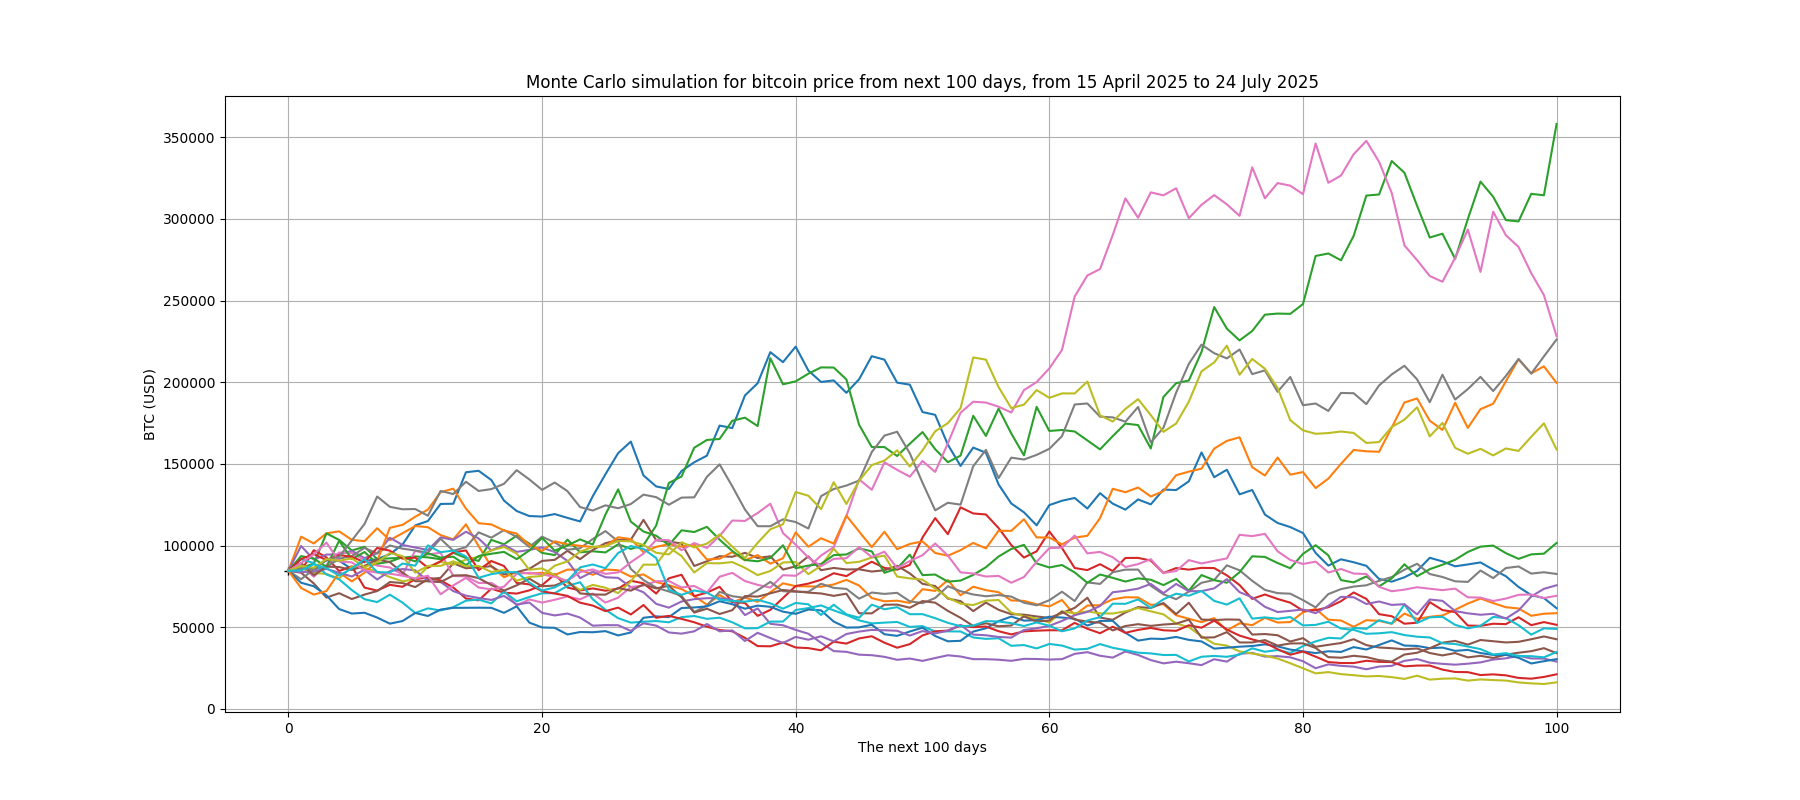 Monte Carlo simulation for bitcoin price from next 100 days, from 15 April 2025 to 24 July 2025
350000
300000
250000
200000
150000
100000
50000
0
BTC (USD)
0 20 40 60 80 100
The next 100 days